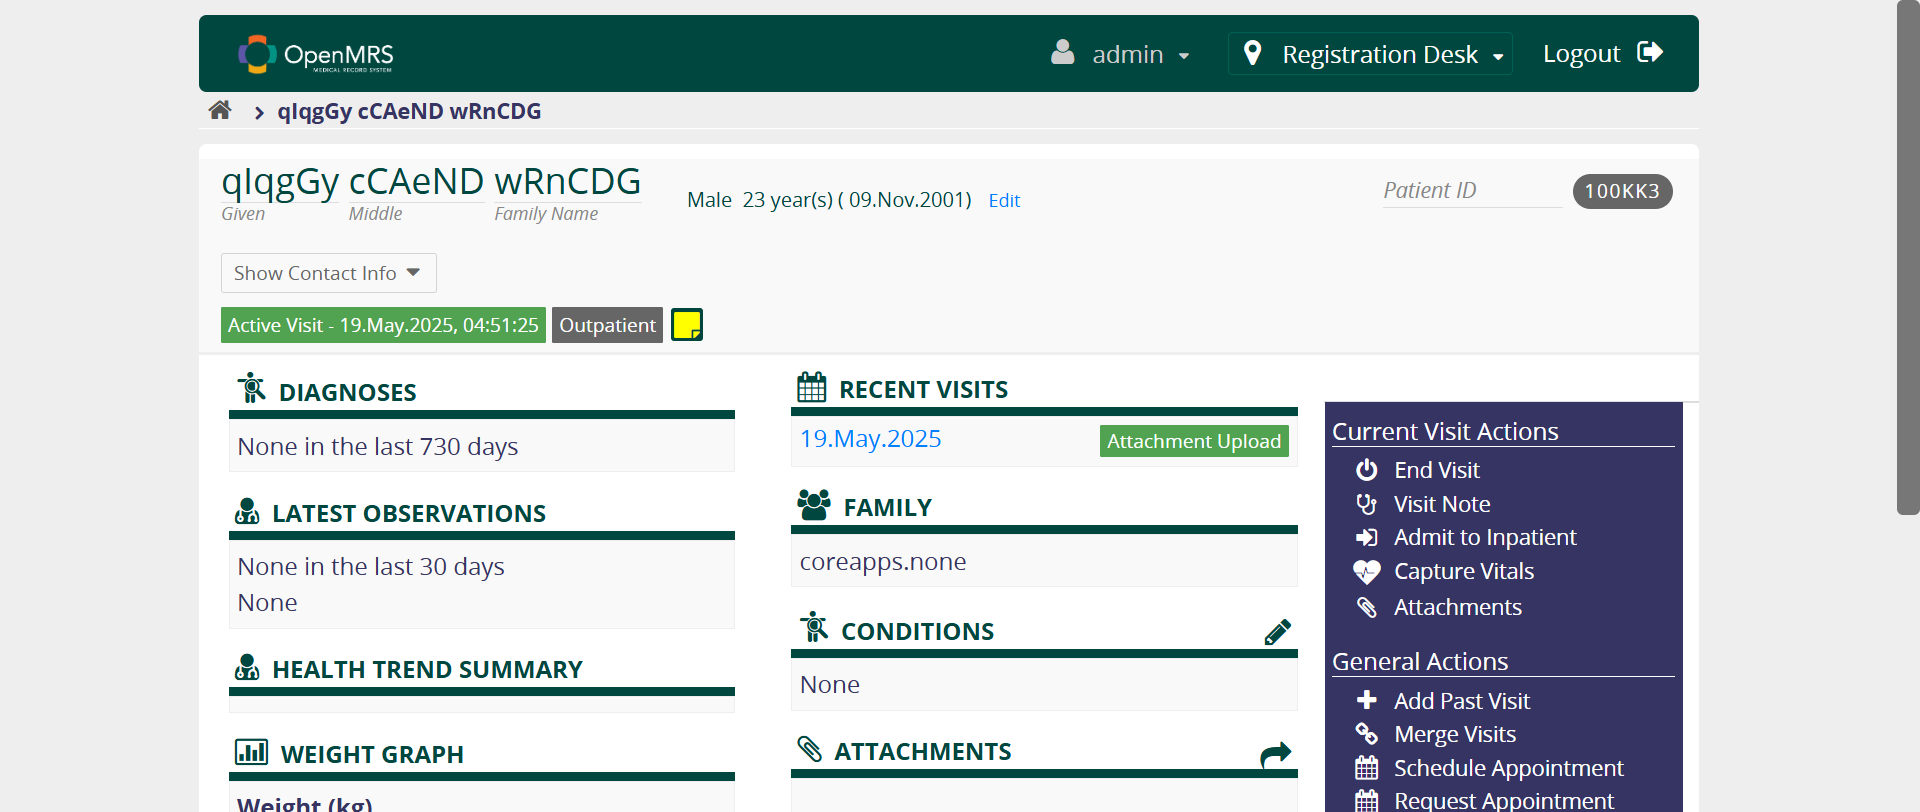 OpenMRS
MEDICAL RECORD SYSTEM
admin
Registration Desk
Logout
qIqgGy cCAeND wRnCDG
qIqgGy cCAeND wRnCDG
Given Middle Family Name
Male 23 year(s) ( 09.Nov.2001) Edit
Patient ID 100KK3
Show Contact Info
Active Visit - 19.May.2025, 04:51:25 Outpatient
DIAGNOSES
None in the last 730 days
LATEST OBSERVATIONS
None in the last 30 days
None
HEALTH TREND SUMMARY
WEIGHT GRAPH
Weight (kg)
RECENT VISITS
19.May.2025 Attachment Upload
FAMILY
coreapps.none
CONDITIONS
None
ATTACHMENTS
Current Visit Actions
End Visit
Visit Note
Admit to Inpatient
Capture Vitals
Attachments
General Actions
Add Past Visit
Merge Visits
Schedule Appointment
Request Appointment